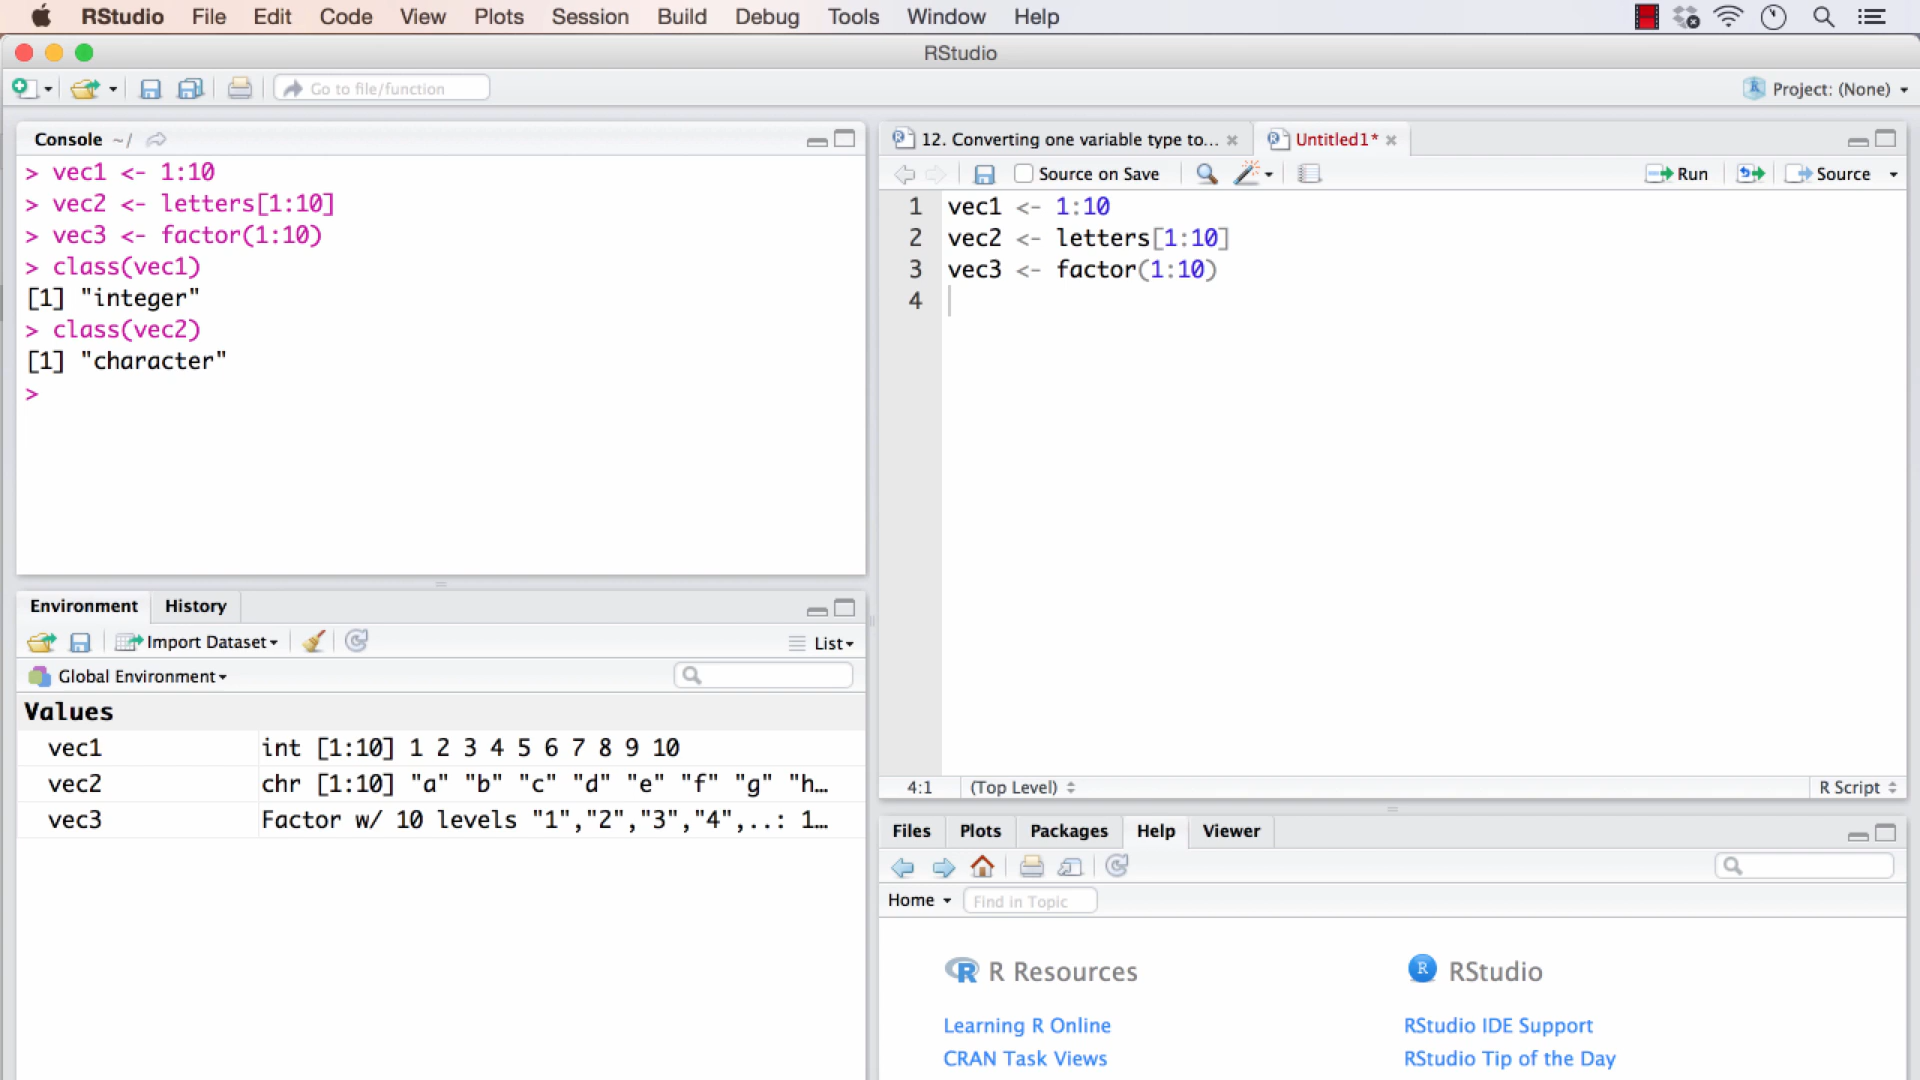 RStudio File Edit Code View Plots Session Build Debug Tools Window Help
RStudio
Go to file/function
Project: (None)
Console ~/
> vec1 <- 1:10
> vec2 <- letters[1:10]
> vec3 <- factor(1:10)
> class(vec1)
[1] "integer"
> class(vec2)
[1] "character"
>
Environment History
Import Dataset
List
Global Environment
Values
vec1 int [1:10] 1 2 3 4 5 6 7 8 9 10
vec2 chr [1:10] "a" "b" "c" "d" "e" "f" "g" "h…
vec3 Factor w/ 10 levels "1","2","3","4",..: 1…
12. Converting one variable type to... Untitled1*
Source on Save Run Source
1 vec1 <- 1:10
2 vec2 <- letters[1:10]
3 vec3 <- factor(1:10)
4
4:1 (Top Level) R Script
Files Plots Packages Help Viewer
Home Find in Topic
R Resources
Learning R Online
CRAN Task Views
R RStudio
RStudio IDE Support
RStudio Tip of the Day